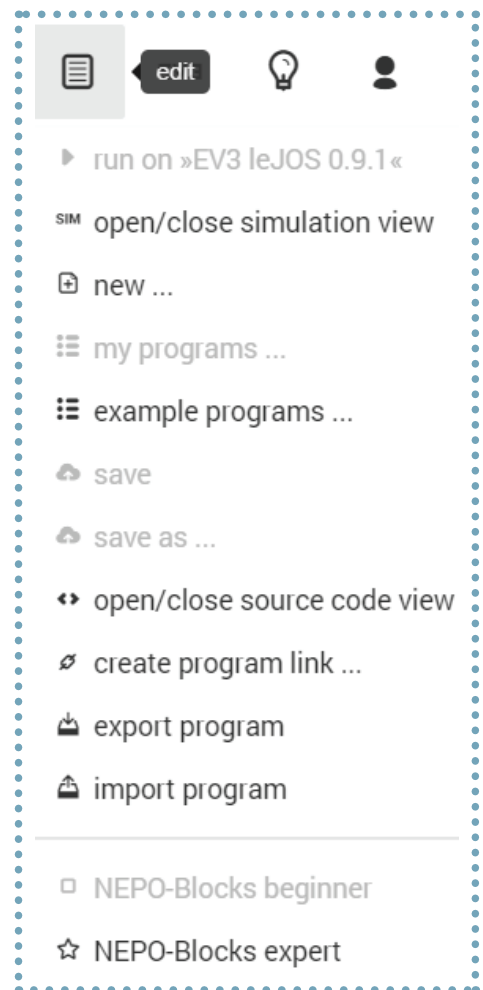 edit
run on »EV3 leJOS 0.9.1«
SIM open/close simulation view
new ...
my programs ...
example programs ...
save
save as ...
open/close source code view
create program link ...
export program
import program
NEPO-Blocks beginner
NEPO-Blocks expert